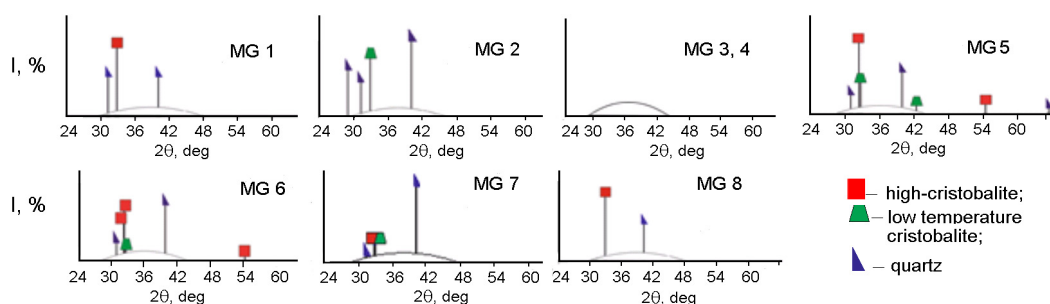 I, %
MG 1
24 30 36 42 48 54 60
2θ, deg
MG 2
24 30 36 42 48 54 60
2θ, deg
MG 3, 4
24 30 36 42 48 54 60
2θ, deg
MG 5
24 30 36 42 48 54 60
2θ, deg
I, %
MG 6
24 30 36 42 48 54 60
2θ, deg
MG 7
24 30 36 42 48 54 60
2θ, deg
MG 8
24 30 36 42 48 54 60
2θ, deg
high-cristobalite;
low temperature
cristobalite;
quartz